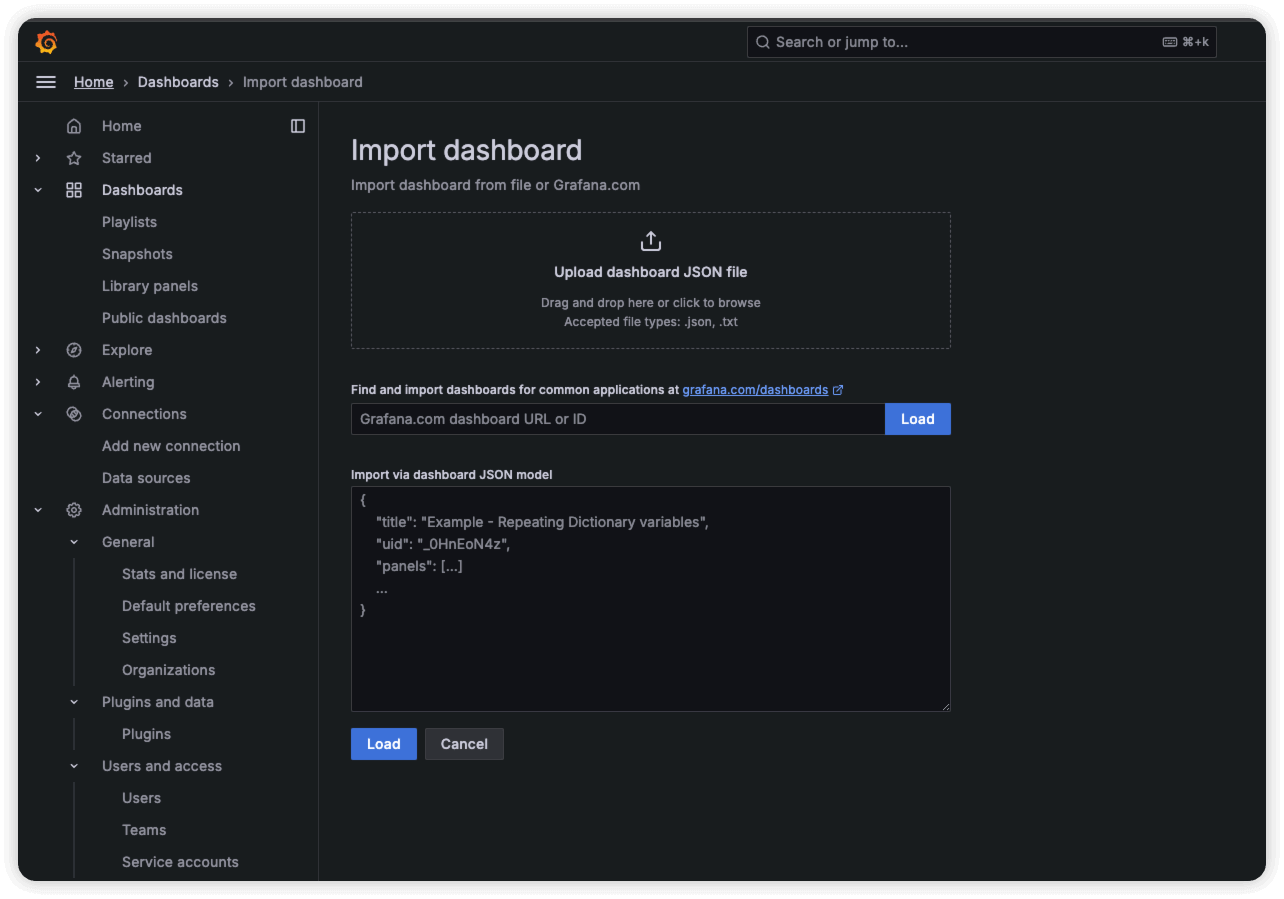 Search or jump to...
⌘+k
Home › Dashboards › Import dashboard
Home
Starred
Dashboards
Playlists
Snapshots
Library panels
Public dashboards
Explore
Alerting
Connections
Add new connection
Data sources
Administration
General
Stats and license
Default preferences
Settings
Organizations
Plugins and data
Plugins
Users and access
Users
Teams
Service accounts
Import dashboard
Import dashboard from file or Grafana.com
Upload dashboard JSON file
Drag and drop here or click to browse
Accepted file types: .json, .txt
Find and import dashboards for common applications at grafana.com/dashboards
Grafana.com dashboard URL or ID
Load
Import via dashboard JSON model
{
"title": "Example - Repeating Dictionary variables",
"uid": "_0HnEoN4z",
"panels": [...]
...
}
Load
Cancel